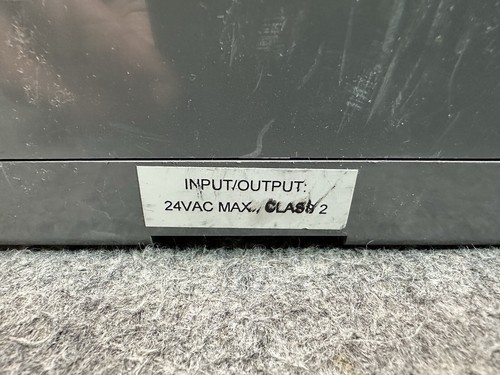 INPUT/OUTPUT:
24VAC MAX., CLASS 2